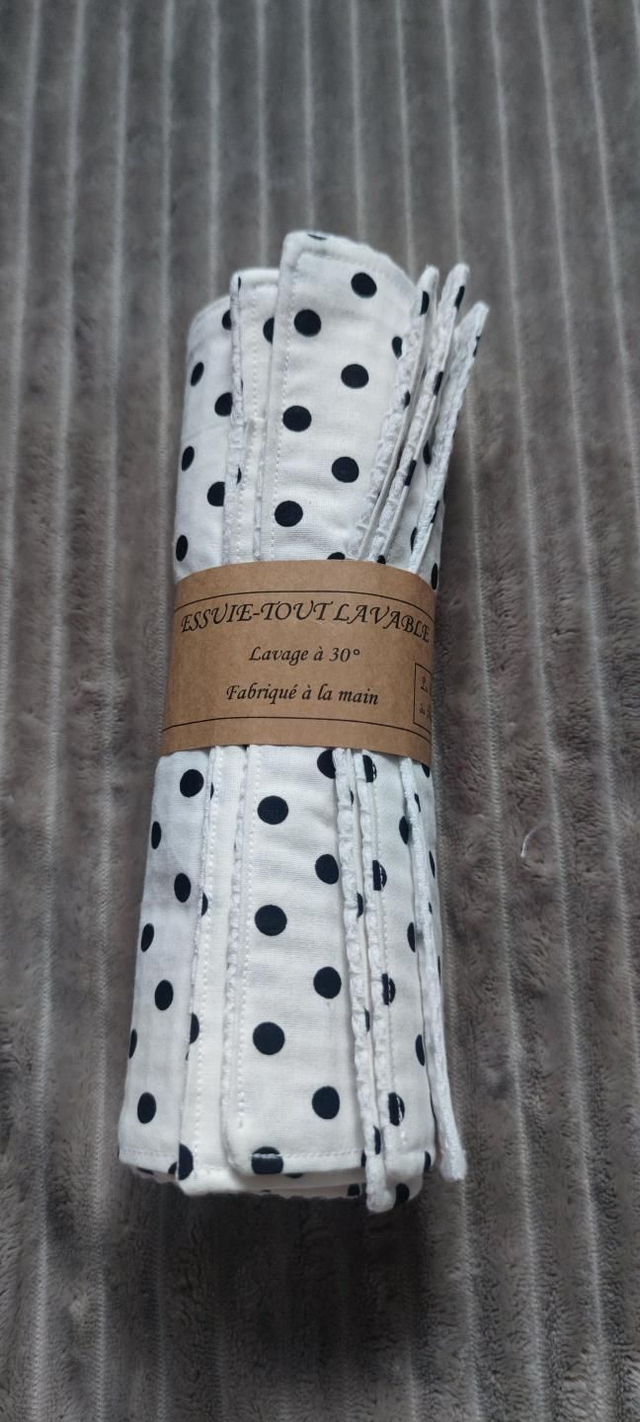 ESSUIE-TOUT LAVABLE
Lavage à 30°
Fabriqué à la main